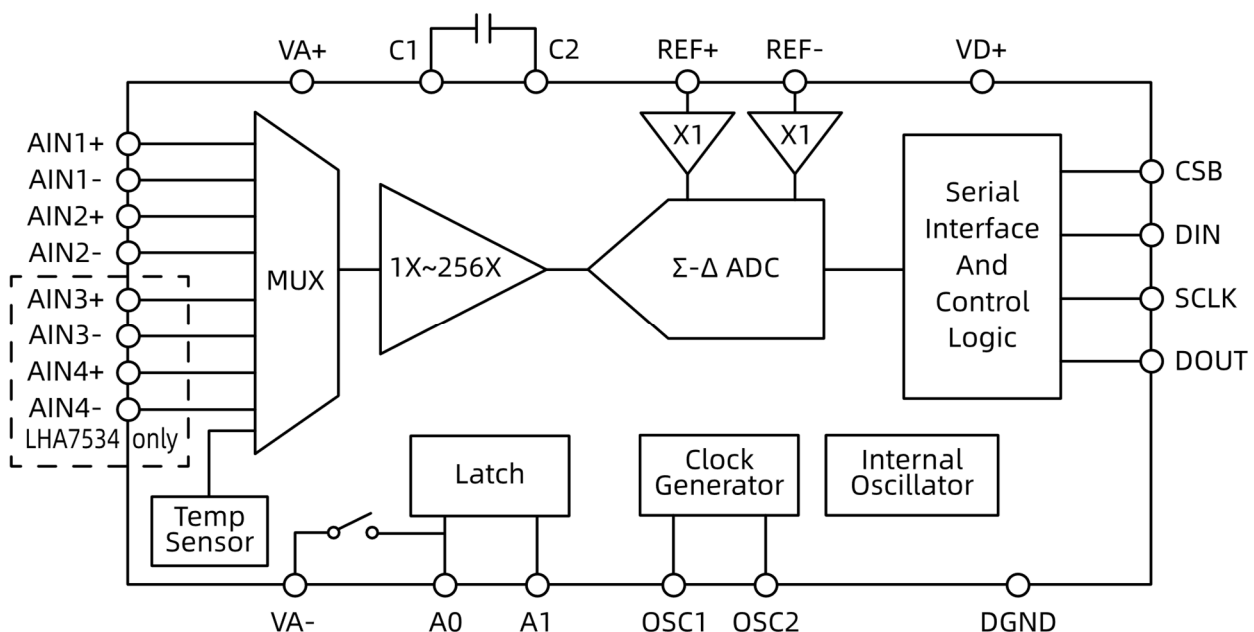 VA+
C1
C2
REF+
REF-
VD+
AIN1+
AIN1-
AIN2+
AIN2-
AIN3+
AIN3-
AIN4+
AIN4-
LHA7534 only
MUX
1X~256X
X1
X1
Σ-Δ ADC
Serial
Interface
And
Control
Logic
CSB
DIN
SCLK
DOUT
Temp
Sensor
Latch
Clock
Generator
Internal
Oscillator
VA-
A0
A1
OSC1
OSC2
DGND